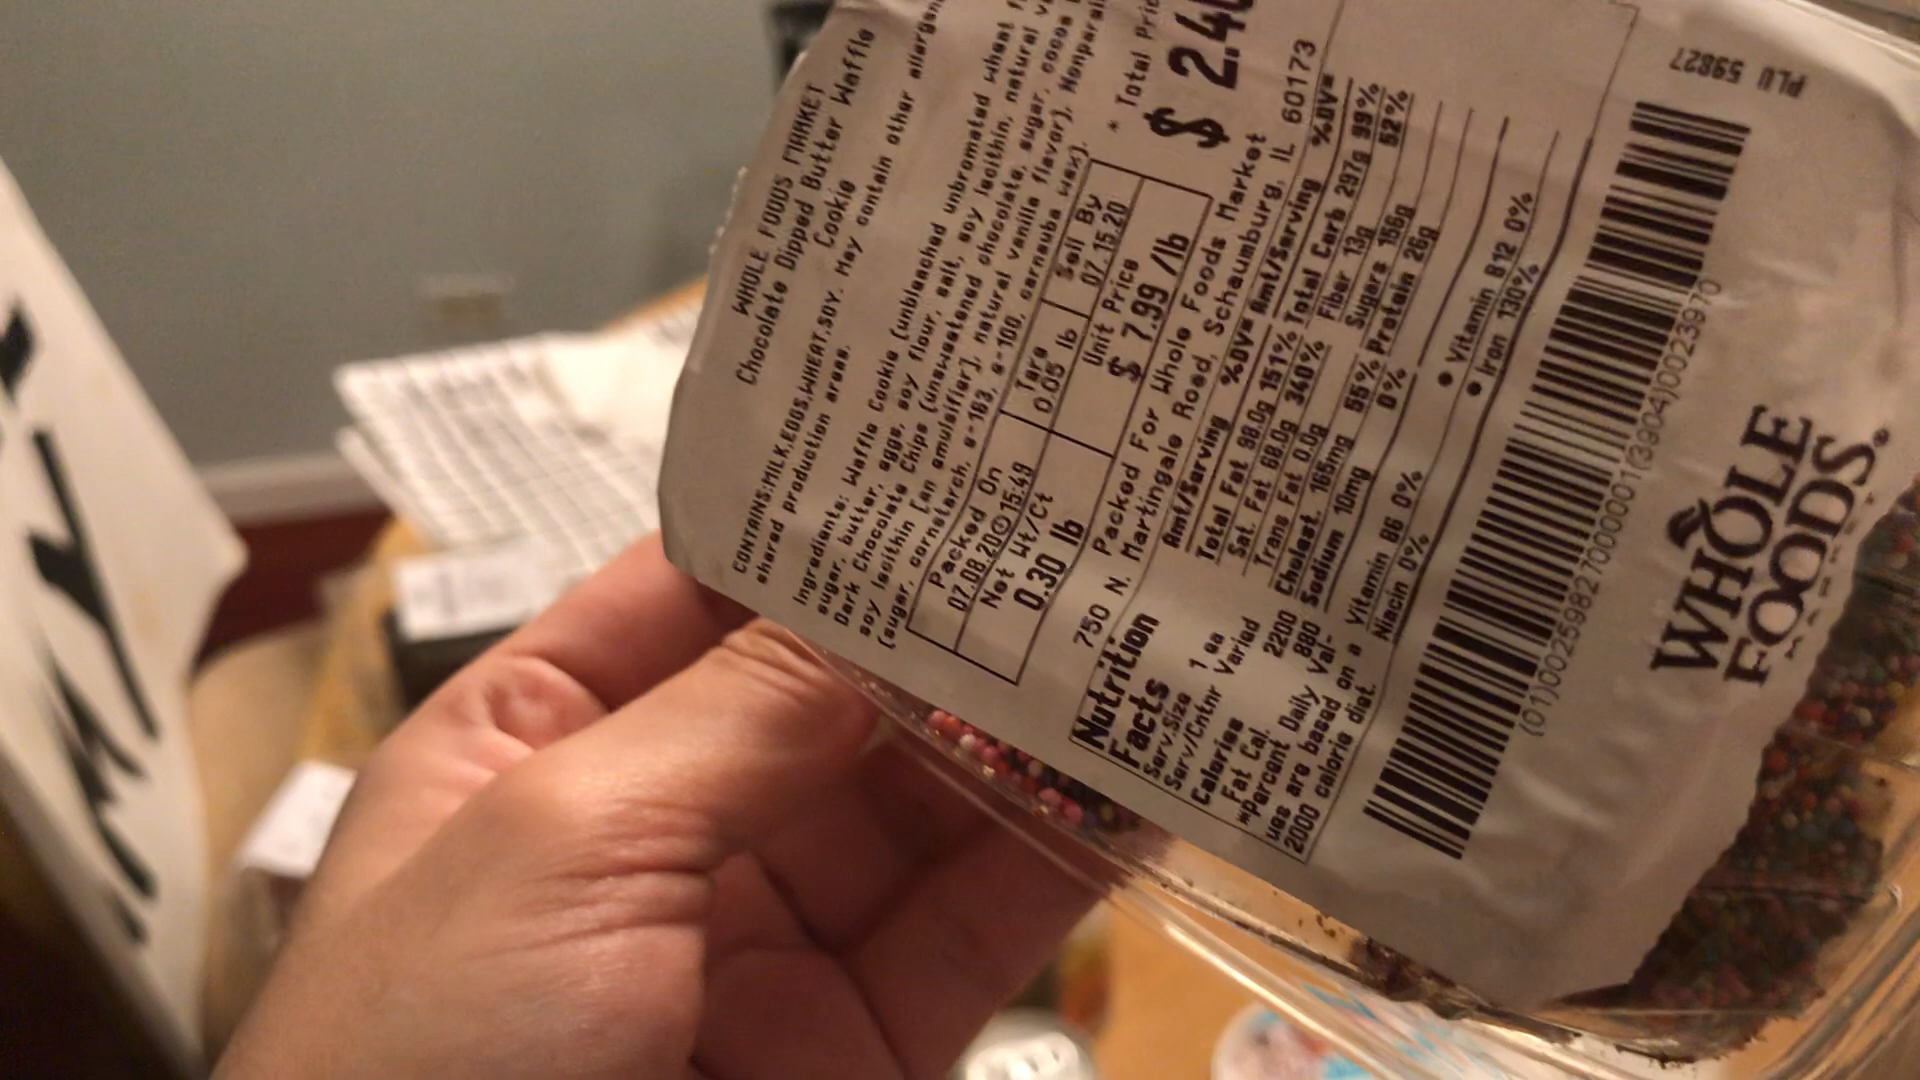 WHOLE FOODS MARKET
Chocolate Dipped Butter Waffle
Cookie
CONTAINS:MILK,EGGS,WHEAT,SOY. May contain other allergens
shared production areas.
Ingredients: Waffle Cookie (unbleached unbromated wheat
sugar, butter, eggs, soy flour, salt, soy lecithin, natural
Dark Chocolate Chips (unsweetened chocolate, sugar, cocoa
soy lecithin [an emulsifier], natural vanilla flavor). Nonpareil
(sugar, cornstarch, e-163, e-100, carnauba wax).
Packed On
07.08.20 15:49
Tare
0.05 lb
Sell By
07.15.20
Net Wt/Ct
0.30 lb
Unit Price
$ 7.99 /lb
* Total Pric
$ 2.40
Packed For Whole Foods Market
750 N. Martingale Road, Schaumburg, IL 60173
Nutrition
Facts
Serv.Size 1 ea
Serv/Cntnr Varied
Calories 2200
Fat Cal. 880
*Percent Daily Val-
ues are based on a
2000 calorie diet.
Amt/Serving %DV*
Total Fat 98.0g 151%
Sat. Fat 68.0g 340%
Trans Fat 0.0g
Cholest. 165mg 55%
Sodium 10mg 0%
Amt/Serving %DV*
Total Carb 297g 99%
Fiber 13g 52%
Sugars 156g
Protein 26g
Vitamin B6 0%
Niacin 0%
• Vitamin B12 0%
• Iron 130%
(01)00259827000001(3904)0023970
PLU 59827
WHOLE
FOODS
MARKET